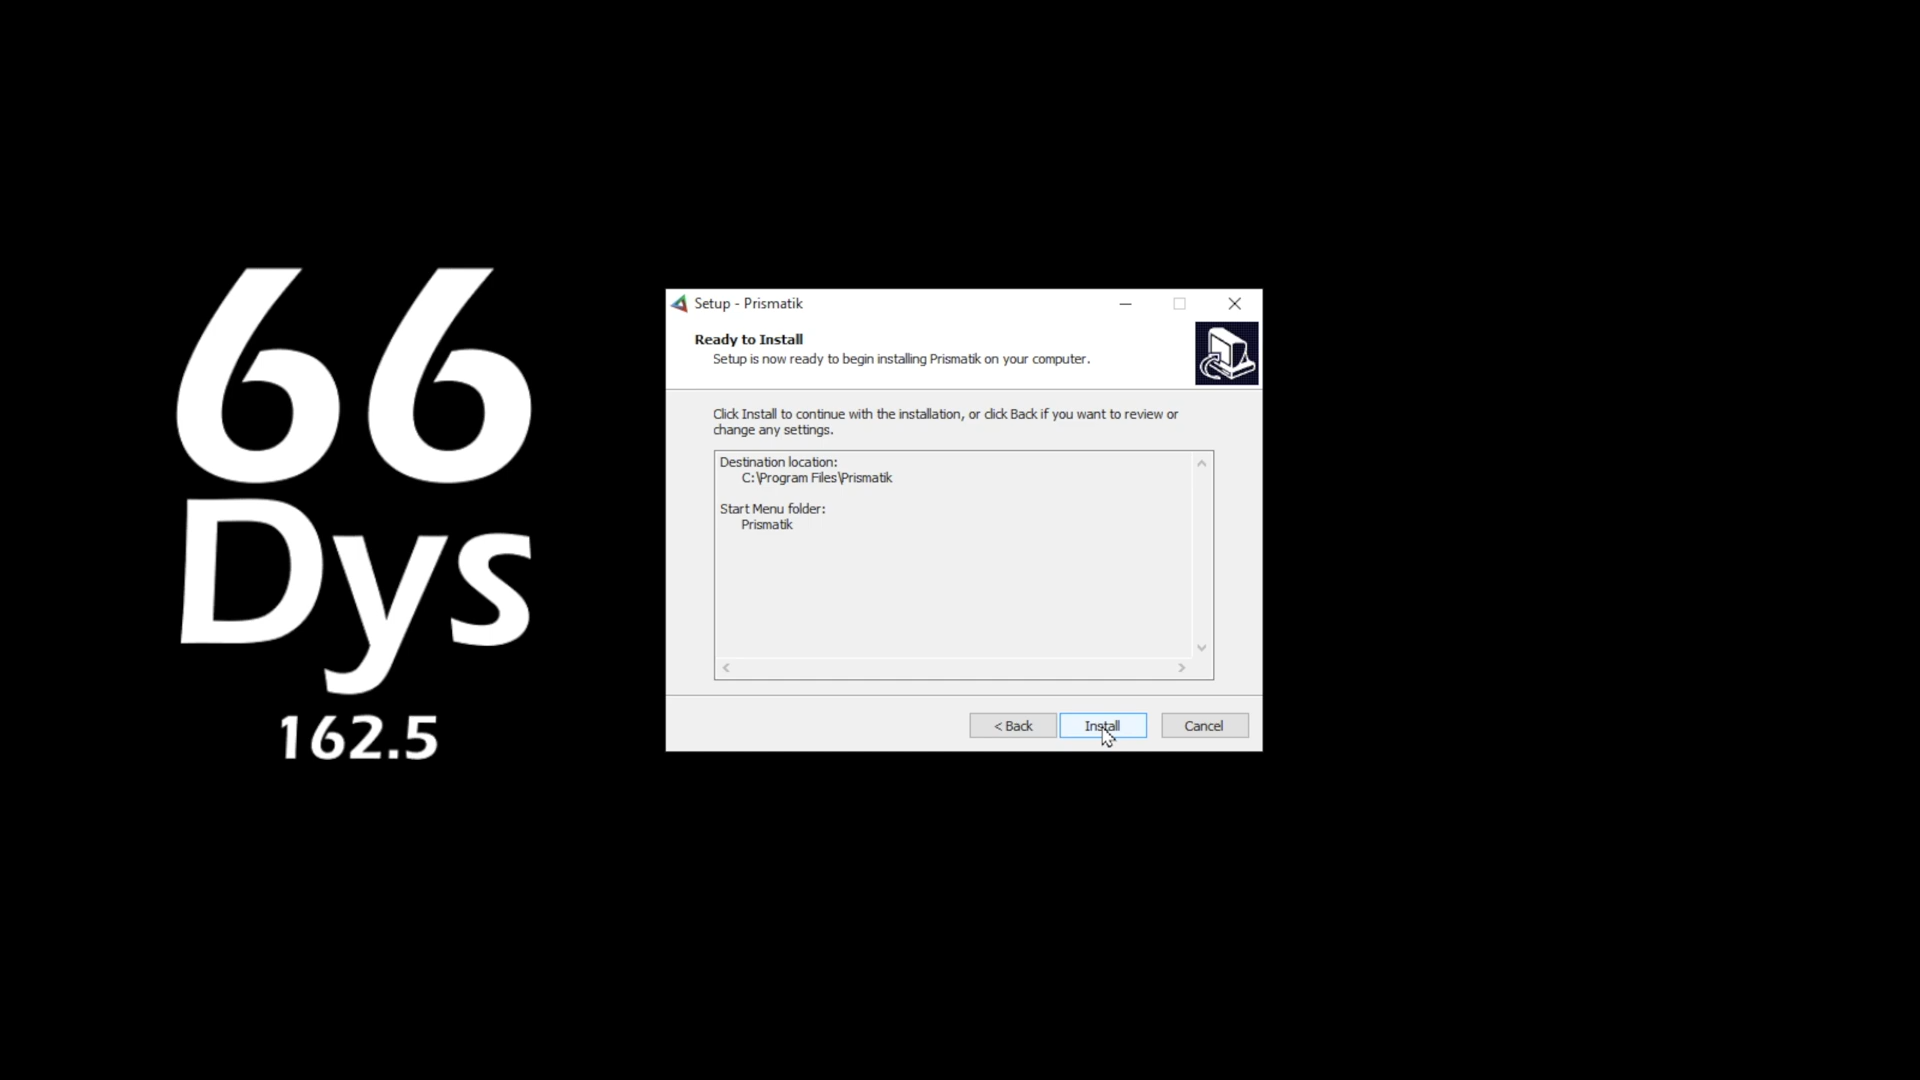 66
Dys
162.5
Setup - Prismatik
Ready to Install
Setup is now ready to begin installing Prismatik on your computer.
Click Install to continue with the installation, or click Back if you want to review or
change any settings.
Destination location:
C:\Program Files\Prismatik
Start Menu folder:
Prismatik
< Back
Install
Cancel